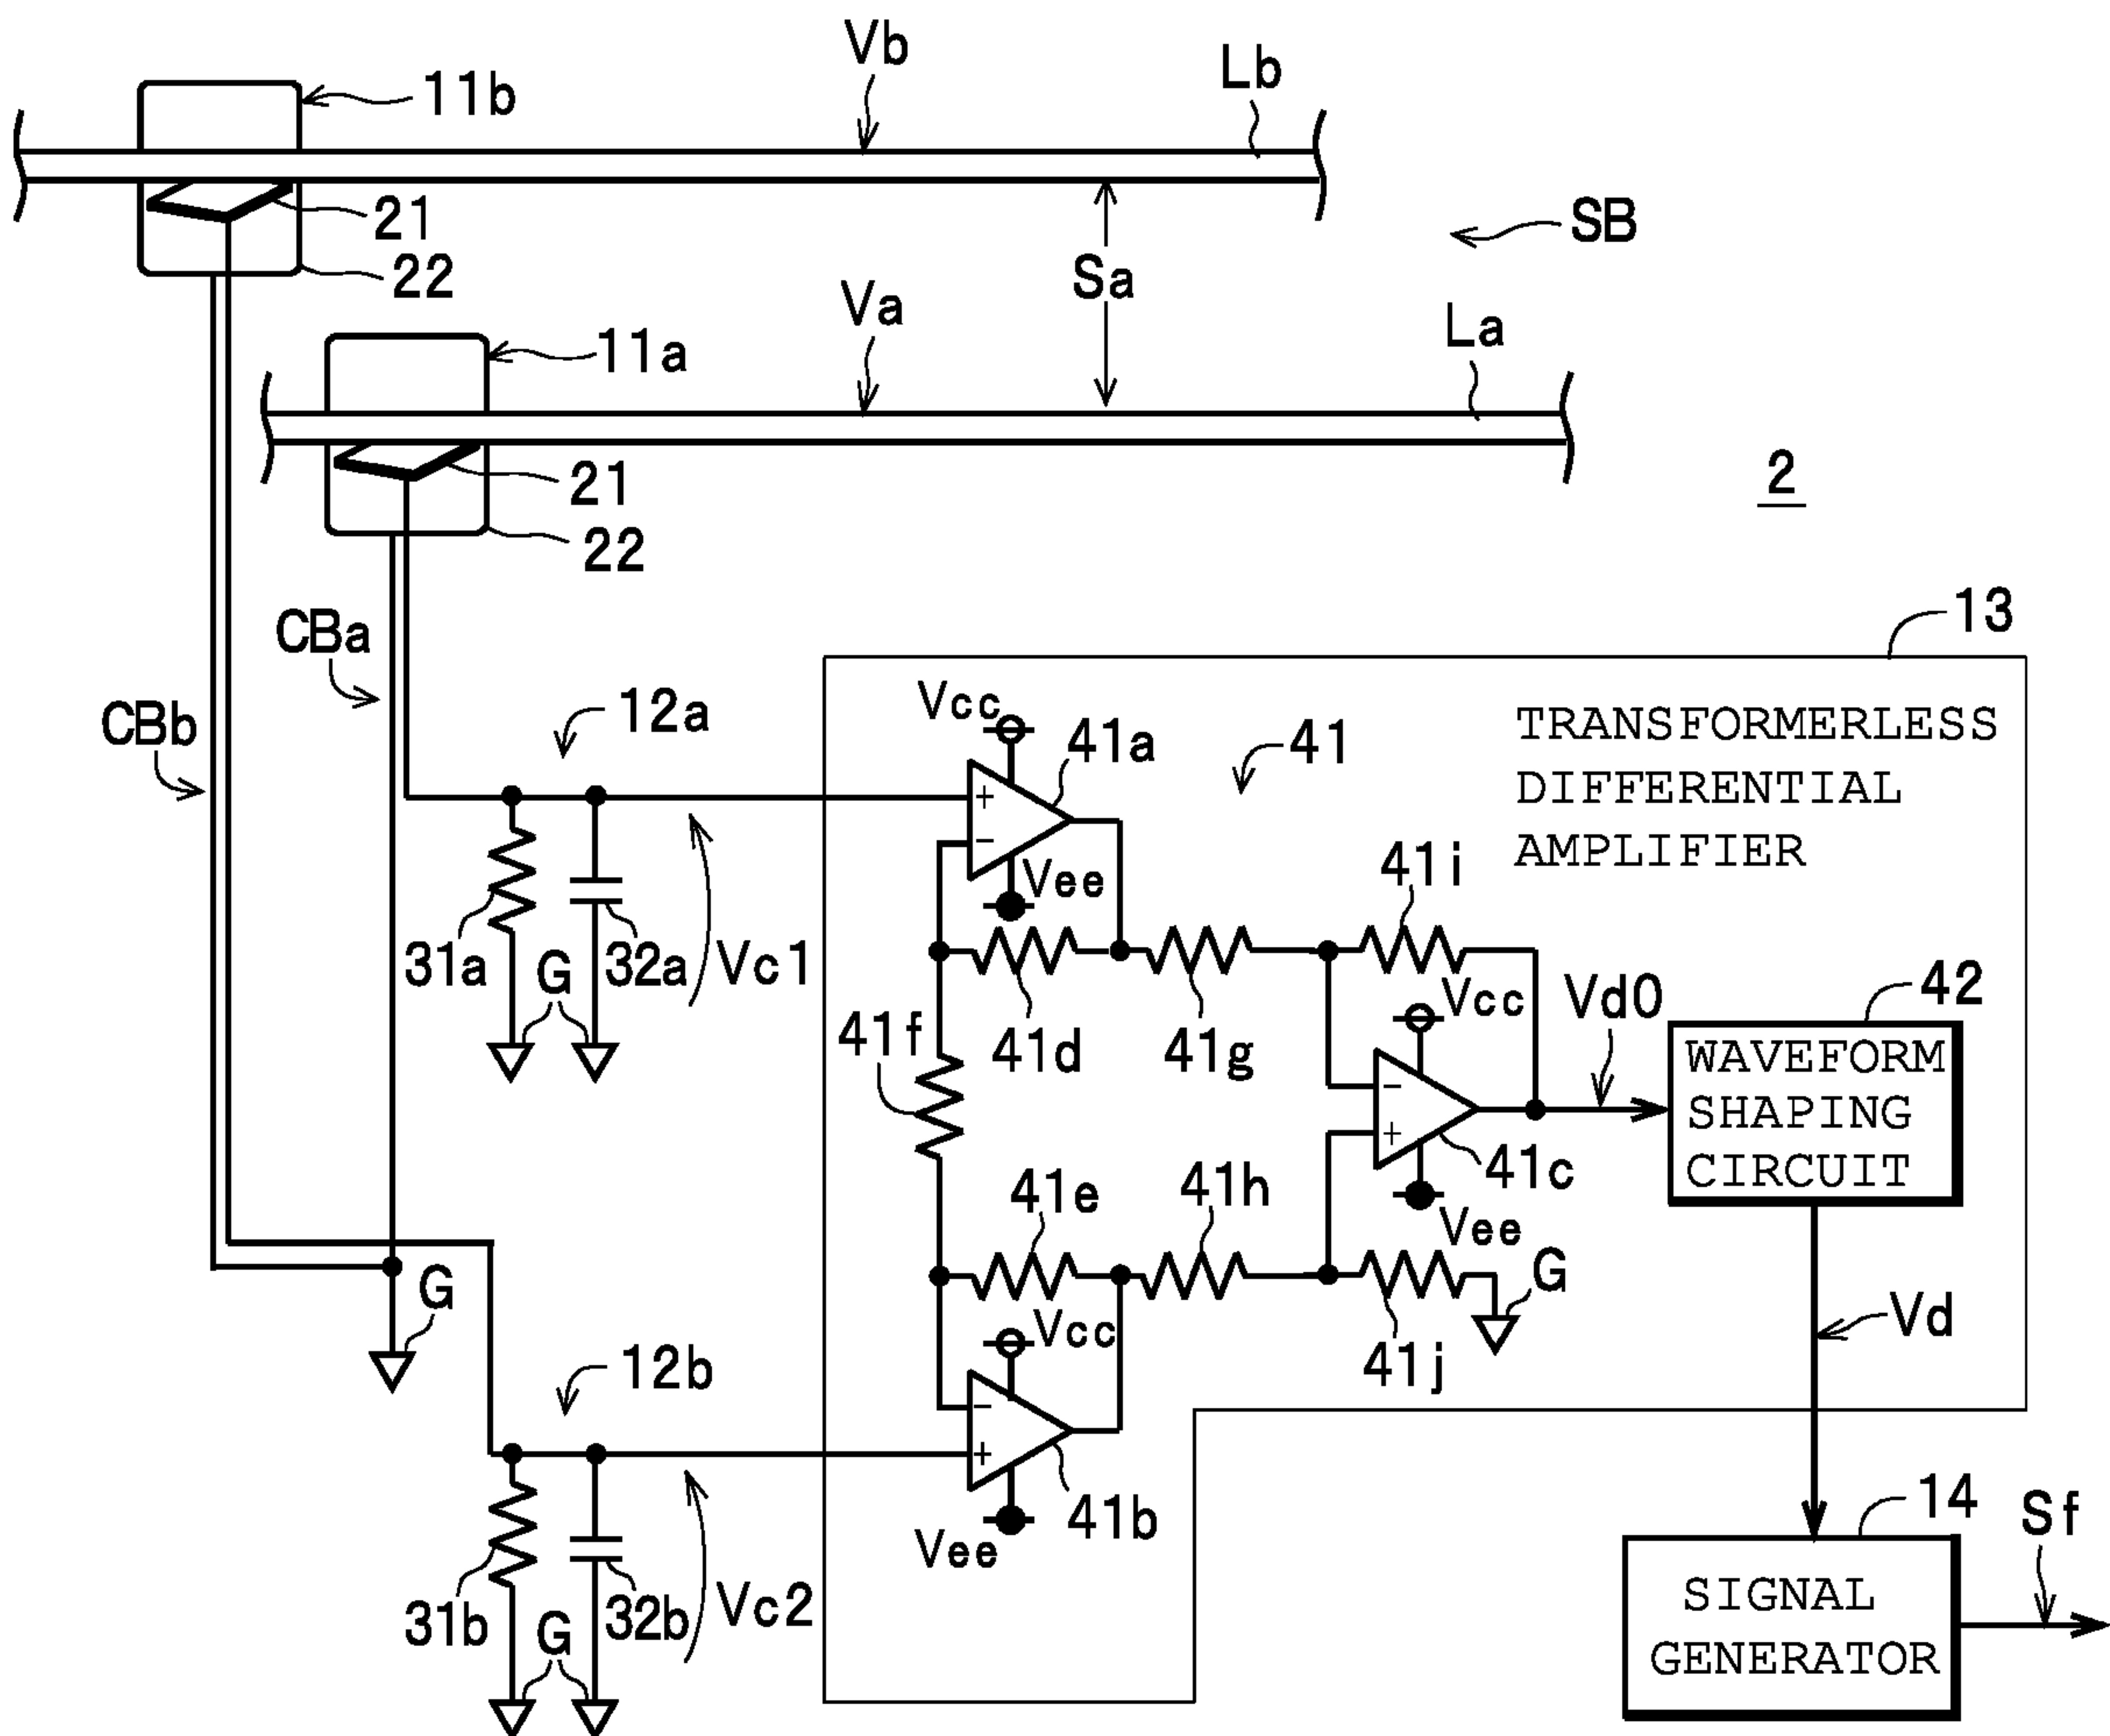 Vb
Lb
11b
21
22
SB
Sa
Va
La
11a
21
22
2
CBa
CBb
13
12a
Vcc
41a
41
TRANSFORMERLESS
DIFFERENTIAL
AMPLIFIER
+
−
Vee
41i
31a
G
32a
Vc1
41f
41d
41g
Vcc
Vd0
42
WAVEFORM
SHAPING
CIRCUIT
−
+
41c
Vee
41e
41h
G
G
Vcc
41j
Vd
12b
−
+
41b
Vee
31b
G
32b
Vc2
14
SIGNAL
GENERATOR
Sf